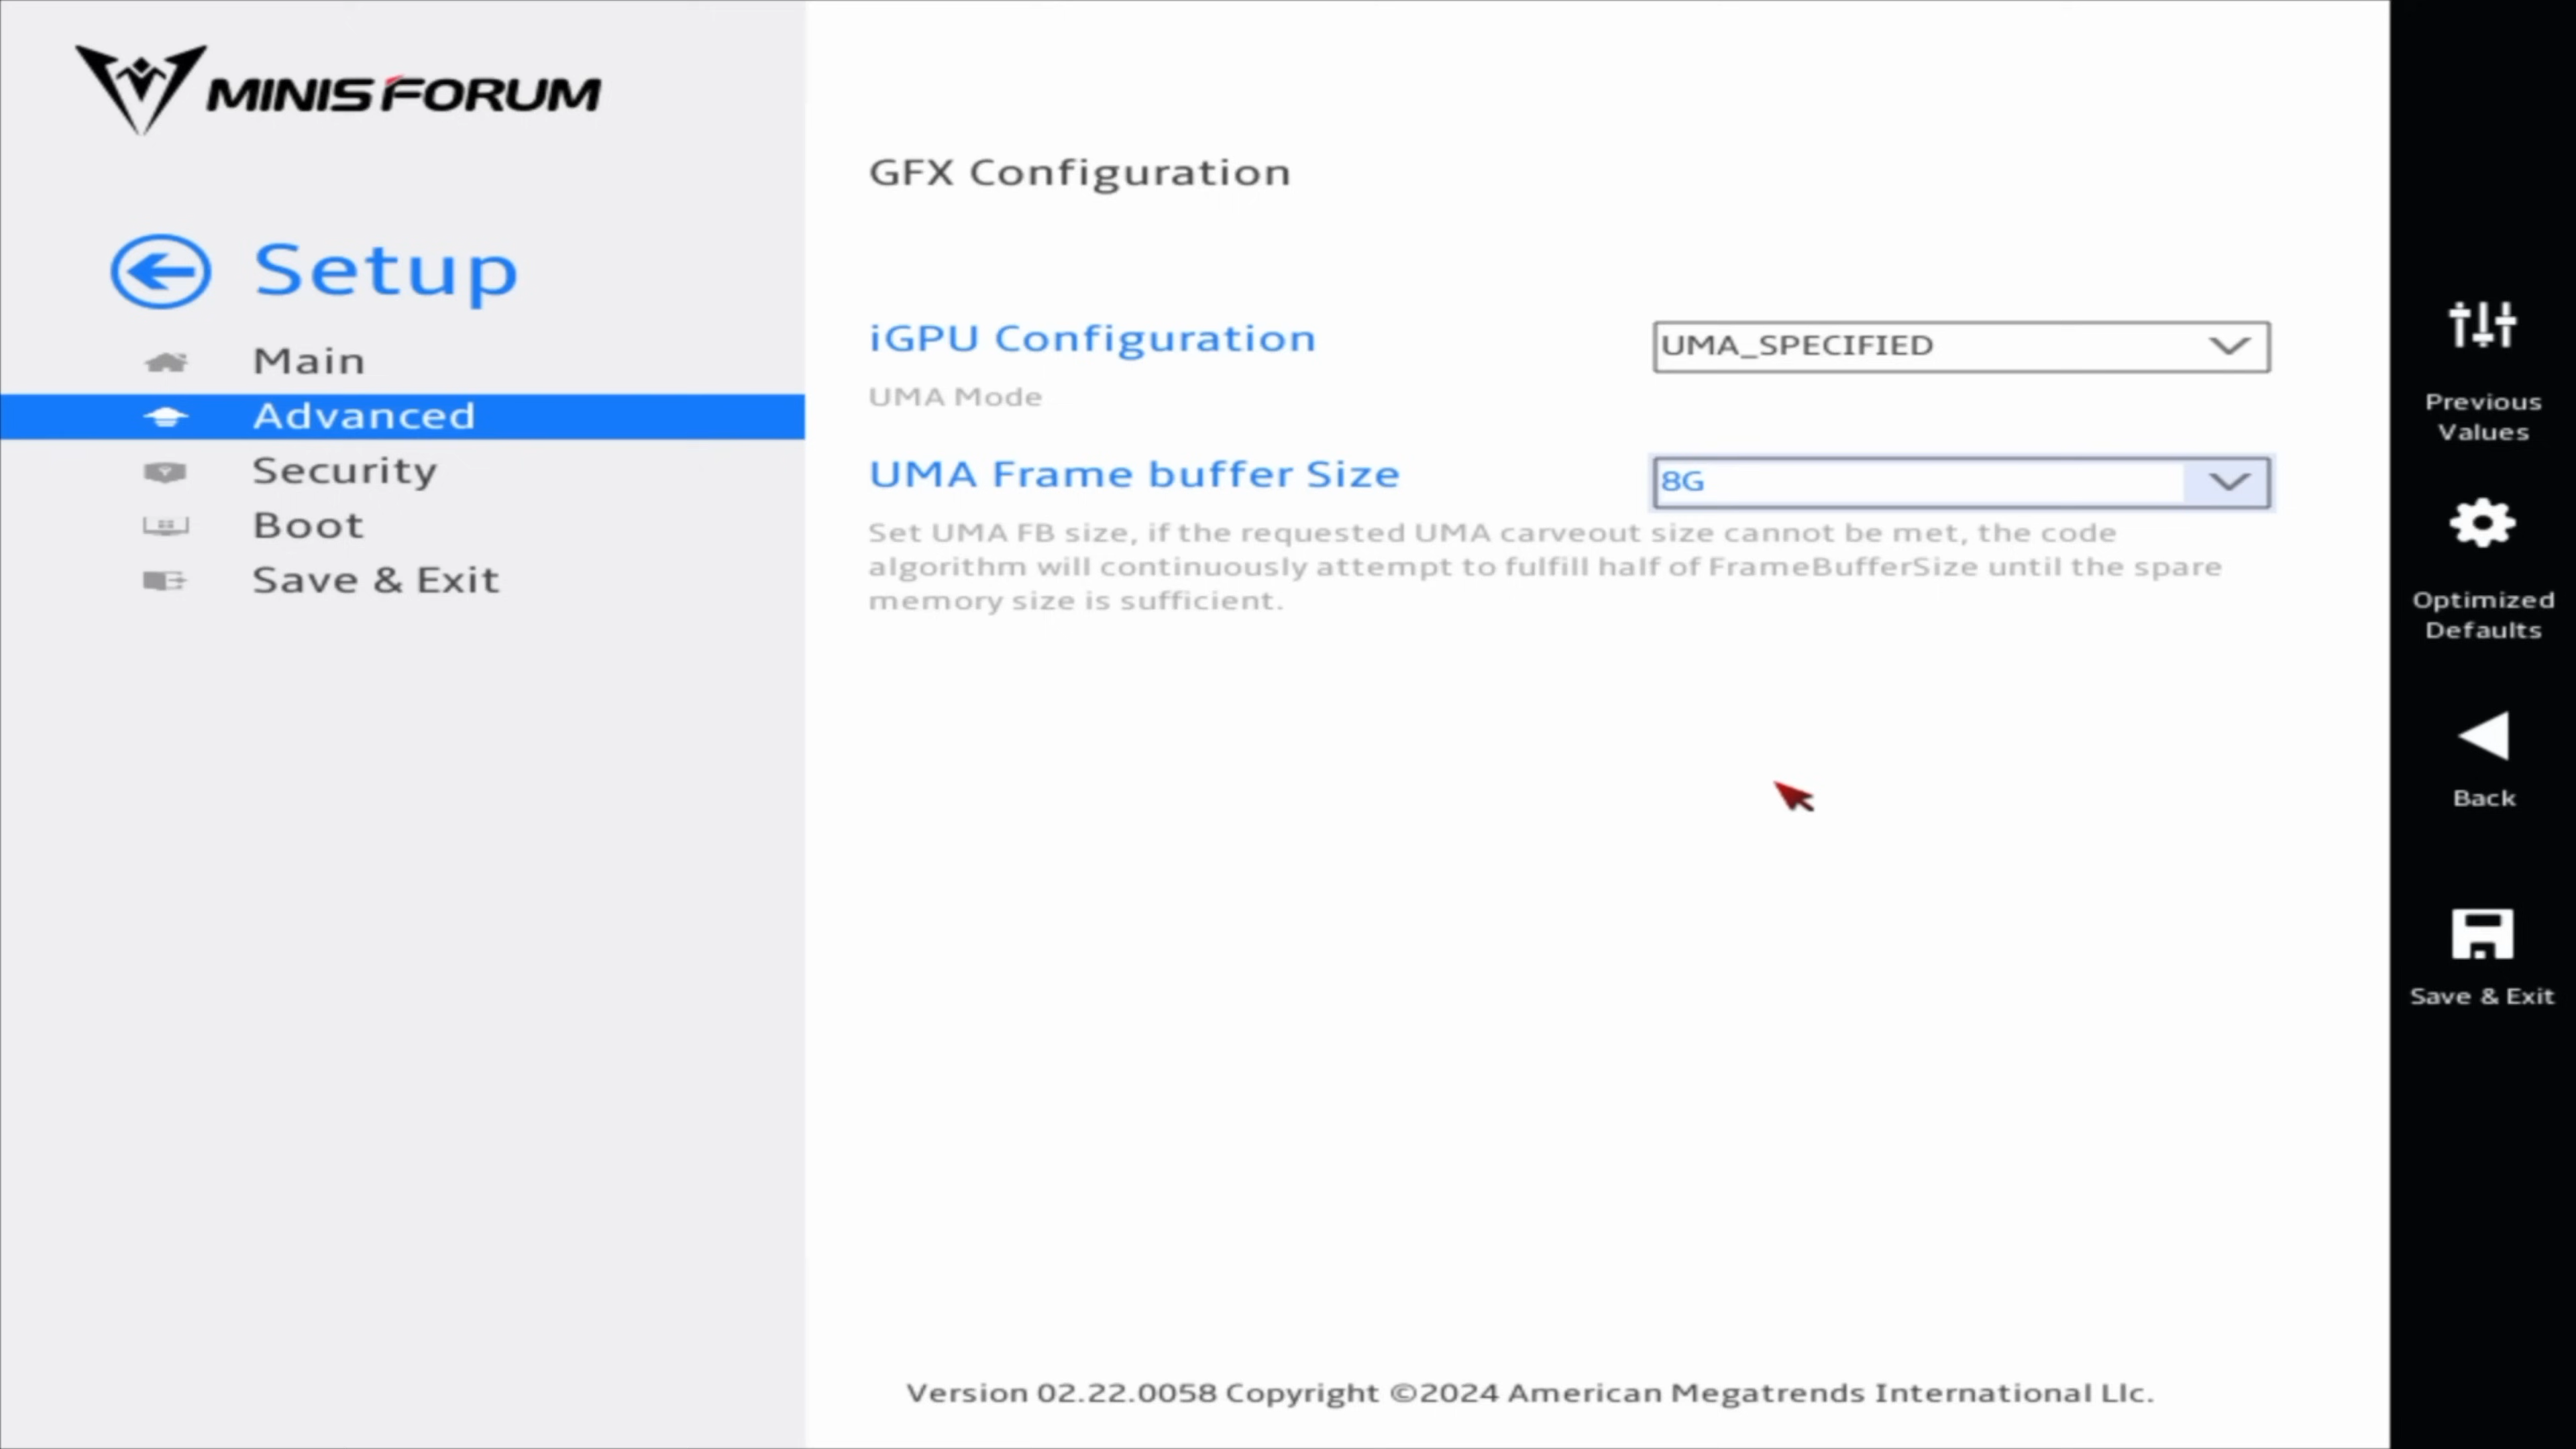 MINISFORUM
Setup
Main
Advanced
Security
Boot
Save & Exit
GFX Configuration
iGPU Configuration
UMA_SPECIFIED
UMA Mode
UMA Frame buffer Size
8G
Set UMA FB size, if the requested UMA carveout size cannot be met, the code
algorithm will continuously attempt to fulfill half of FrameBufferSize until the spare
memory size is sufficient.
Version 02.22.0058 Copyright ©2024 American Megatrends International Llc.
Previous
Values
Optimized
Defaults
Back
Save & Exit